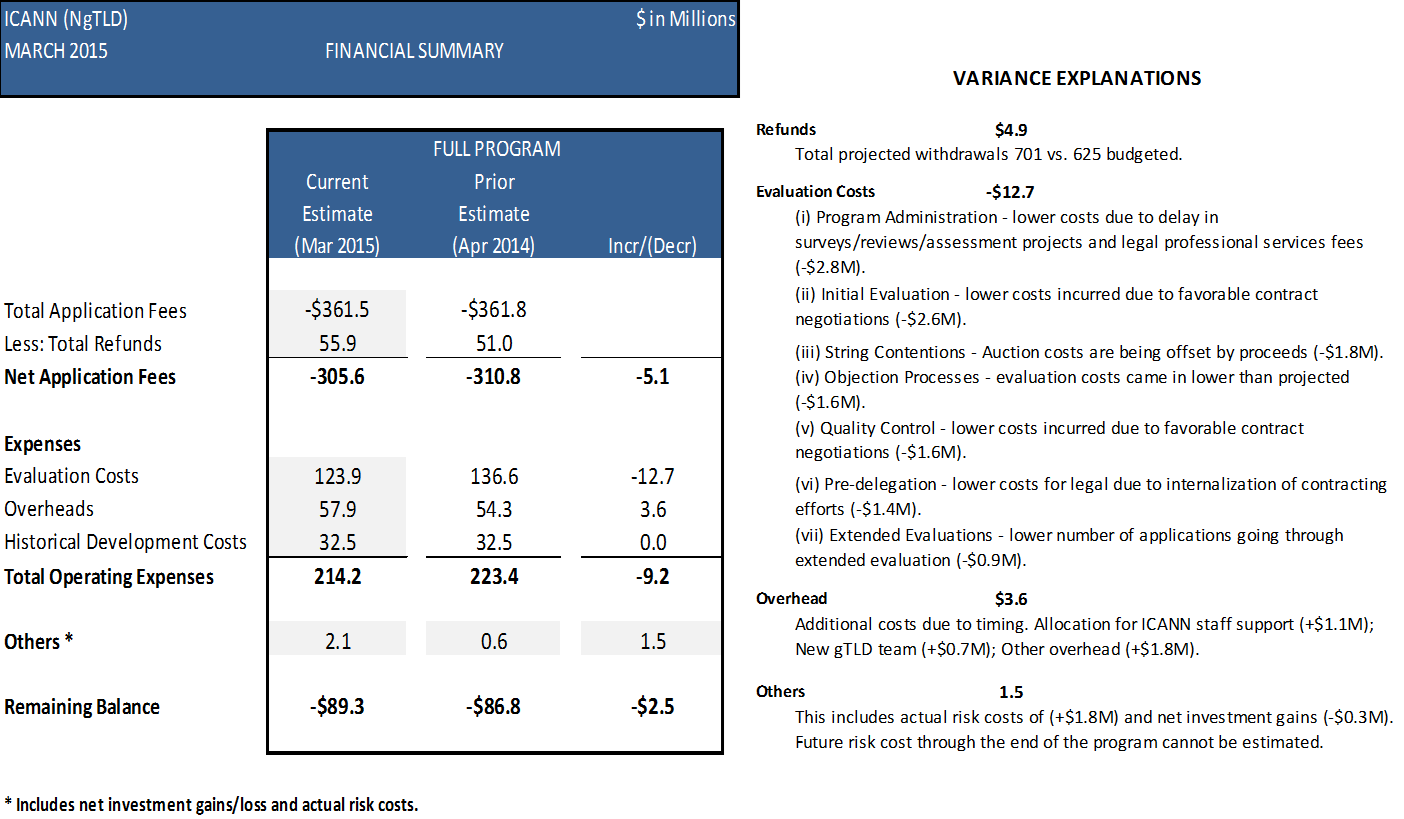 ICANN (NgTLD) $ in Millions
MARCH 2015 FINANCIAL SUMMARY
FULL PROGRAM
Current Prior
Estimate Estimate
(Mar 2015) (Apr 2014) Incr/(Decr)
Total Application Fees -$361.5 -$361.8
Less: Total Refunds 55.9 51.0
Net Application Fees -305.6 -310.8 -5.1
Expenses
Evaluation Costs 123.9 136.6 -12.7
Overheads 57.9 54.3 3.6
Historical Development Costs 32.5 32.5 0.0
Total Operating Expenses 214.2 223.4 -9.2
Others * 2.1 0.6 1.5
Remaining Balance -$89.3 -$86.8 -$2.5
* Includes net investment gains/loss and actual risk costs.
VARIANCE EXPLANATIONS
Refunds $4.9
Total projected withdrawals 701 vs. 625 budgeted.
Evaluation Costs -$12.7
(i) Program Administration - lower costs due to delay in
surveys/reviews/assessment projects and legal professional services fees
(-$2.8M).
(ii) Initial Evaluation - lower costs incurred due to favorable contract
negotiations (-$2.6M).
(iii) String Contentions - Auction costs are being offset by proceeds (-$1.8M).
(iv) Objection Processes - evaluation costs came in lower than projected
(-$1.6M).
(v) Quality Control - lower costs incurred due to favorable contract
negotiations (-$1.6M).
(vi) Pre-delegation - lower costs for legal due to internalization of contracting
efforts (-$1.4M).
(vii) Extended Evaluations - lower number of applications going through
extended evaluation (-$0.9M).
Overhead $3.6
Additional costs due to timing. Allocation for ICANN staff support (+$1.1M);
New gTLD team (+$0.7M); Other overhead (+$1.8M).
Others 1.5
This includes actual risk costs of (+$1.8M) and net investment gains (-$0.3M).
Future risk cost through the end of the program cannot be estimated.